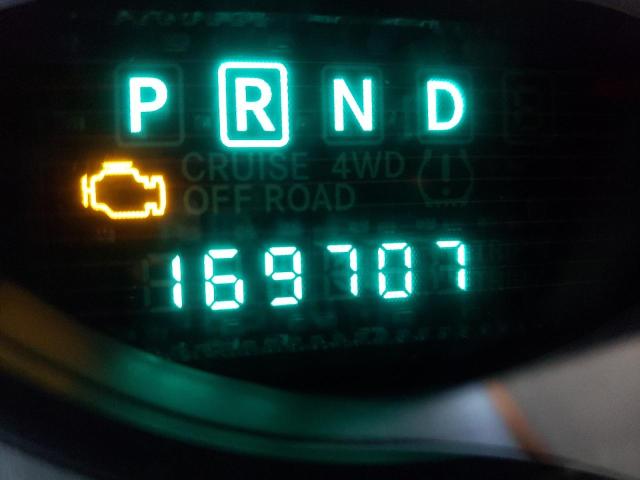 P R N D
CRUISE 4WD
OFF ROAD
169707